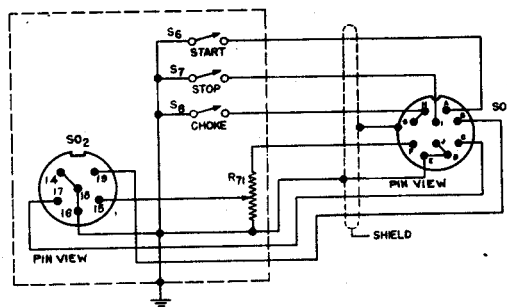 S6
START
S7
STOP
S8
CHOKE
SO
SO2
14
19
17
18
15
16
R71
H
A
J
F
E
D
PIN VIEW
PIN VIEW
SHIELD